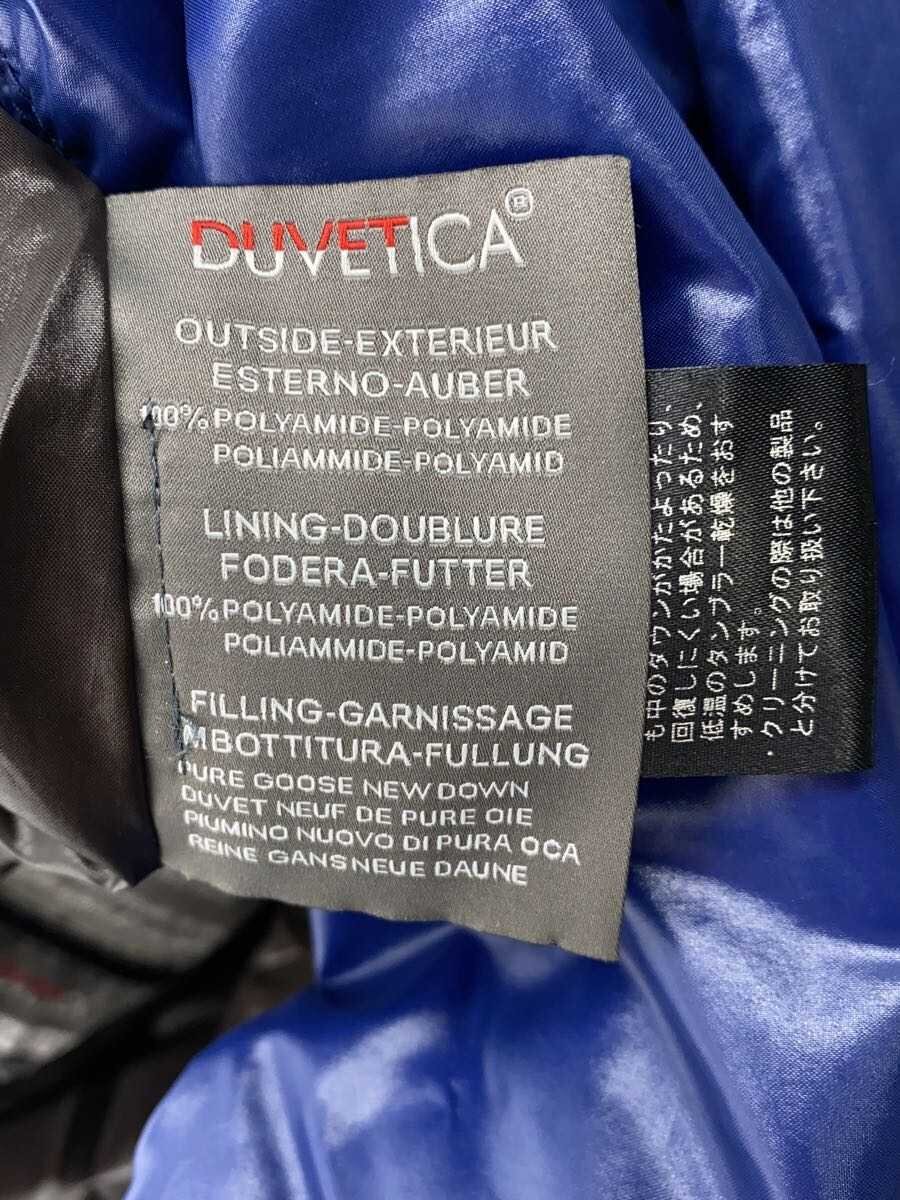 DUVETICA®
OUTSIDE-EXTERIEUR
ESTERNO-AUBER
100%POLYAMIDE-POLYAMIDE
POLIAMMIDE-POLYAMID
LINING-DOUBLURE
FODERA-FUTTER
100%POLYAMIDE-POLYAMIDE
POLIAMMIDE-POLYAMID
FILLING-GARNISSAGE
MBOTTITURA-FULLUNG
PURE GOOSE NEW DOWN
DUVET NEUF DE PURE OIE
PIUMINO NUOVO DI PURA OCA
REINE GANSNEUE DAUNE
も中のダウンがかたよったり、
回復しにくい場合があるため、
低温のタンブラー乾燥をおす
すめします。
・クリーニングの際は他の製品
と分けてお取り扱い下さい。